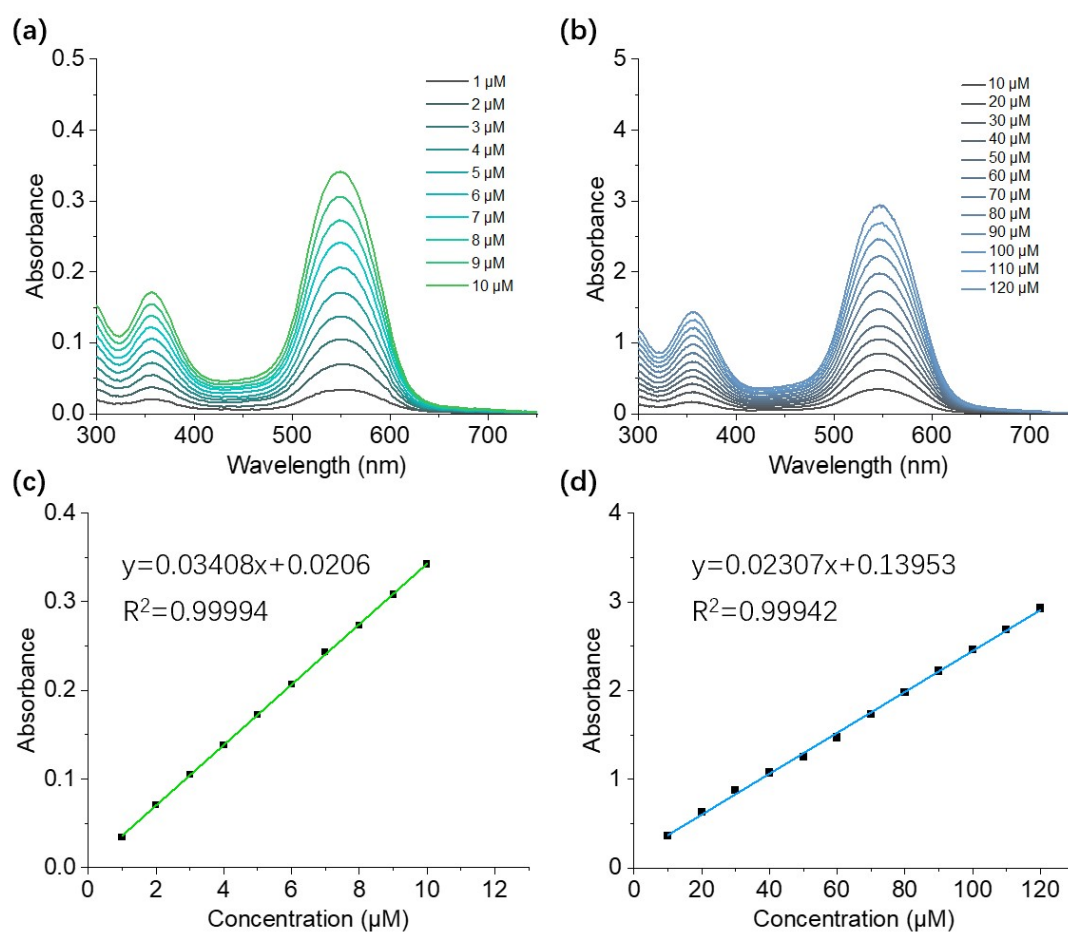 (a)
0.5
0.4
0.3
0.2
0.1
0.0
Absorbance
300 400 500 600 700
Wavelength (nm)
1 µM
2 µM
3 µM
4 µM
5 µM
6 µM
7 µM
8 µM
9 µM
10 µM
(b)
5
4
3
2
1
0
Absorbance
300 400 500 600 700
Wavelength (nm)
10 µM
20 µM
30 µM
40 µM
50 µM
60 µM
70 µM
80 µM
90 µM
100 µM
110 µM
120 µM
(c)
0.4
0.3
0.2
0.1
0.0
Absorbance
y=0.03408x+0.0206
R²=0.99994
0 2 4 6 8 10 12
Concentration (µM)
(d)
4
3
2
1
0
Absorbance
y=0.02307x+0.13953
R²=0.99942
0 20 40 60 80 100 120
Concentration (µM)